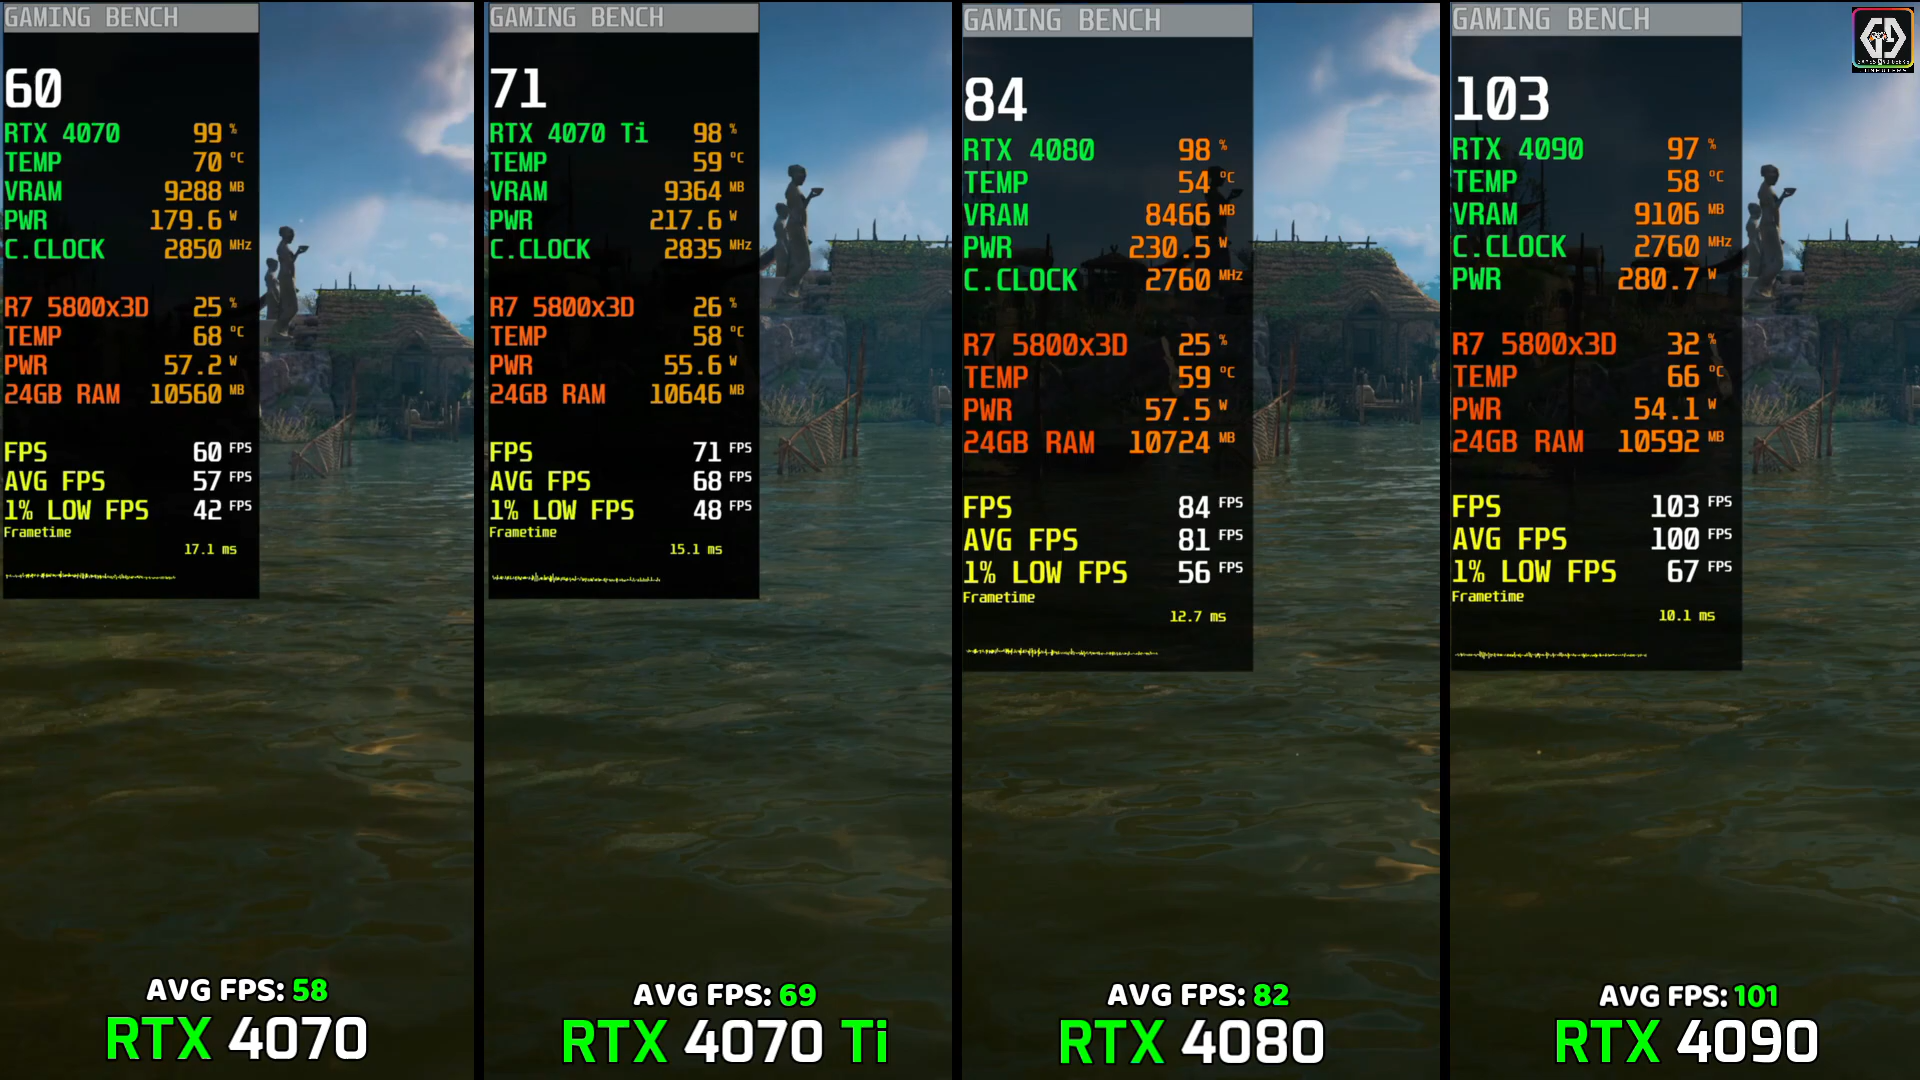 GAMING BENCH
60
RTX 4070 99 %
TEMP 70 °C
VRAM 9288 MB
PWR 179.6 W
C.CLOCK 2850 MHz
R7 5800x3D 25 %
TEMP 68 °C
PWR 57.2 W
24GB RAM 10560 MB
FPS 60 FPS
AVG FPS 57 FPS
1% LOW FPS 42 FPS
Frametime
17.1 ms
AVG FPS: 58
RTX 4070
GAMING BENCH
71
RTX 4070 Ti 98 %
TEMP 59 °C
VRAM 9364 MB
PWR 217.6 W
C.CLOCK 2835 MHz
R7 5800x3D 26 %
TEMP 58 °C
PWR 55.6 W
24GB RAM 10646 MB
FPS 71 FPS
AVG FPS 68 FPS
1% LOW FPS 48 FPS
Frametime
15.1 ms
AVG FPS: 69
RTX 4070 Ti
GAMING BENCH
84
RTX 4080 98 %
TEMP 54 °C
VRAM 8466 MB
PWR 230.5 W
C.CLOCK 2760 MHz
R7 5800x3D 25 %
TEMP 59 °C
PWR 57.5 W
24GB RAM 10724 MB
FPS 84 FPS
AVG FPS 81 FPS
1% LOW FPS 56 FPS
Frametime
12.7 ms
AVG FPS: 82
RTX 4080
GAMING BENCH
103
RTX 4090 97 %
TEMP 58 °C
VRAM 9106 MB
C.CLOCK 2760 MHz
PWR 280.7 W
R7 5800x3D 32 %
TEMP 66 °C
PWR 54.1 W
24GB RAM 10592 MB
FPS 103 FPS
AVG FPS 100 FPS
1% LOW FPS 67 FPS
Frametime
10.1 ms
AVG FPS: 101
RTX 4090